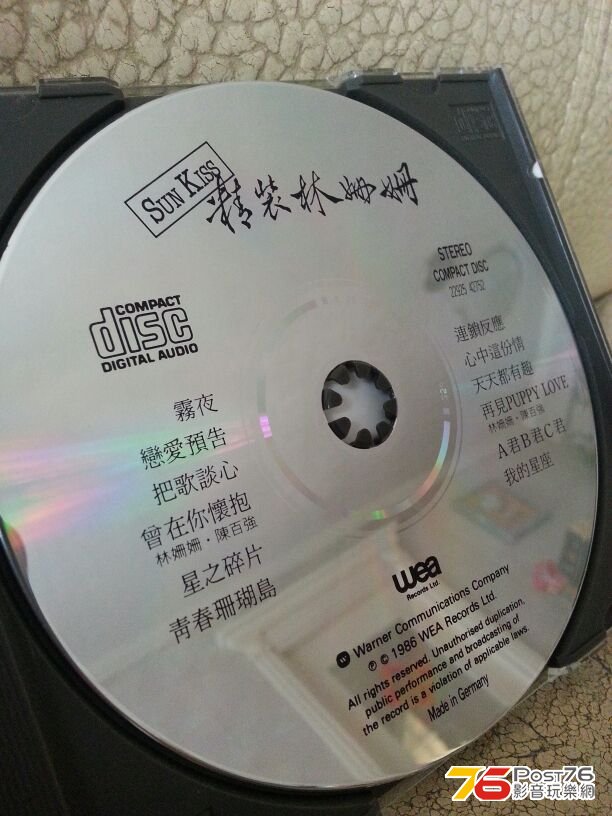 SUN KISS
精裝林姗姗
STEREO
COMPACT DISC
22925 42752
COMPACT
disc
DIGITAL AUDIO
霧夜
戀愛預告
把歌談心
曾在你懷抱
林姍姍·陳百強
星之碎片
青春珊瑚島
連鎖反應
心中這份情
天天都有趣
再見PUPPY LOVE
林姍姍·陳百強
A君B君C君
我的星座
wea
Records Ltd.
Warner Communications Company
Ⓟ © 1986 WEA Records Ltd.
All rights reserved. Unauthorised duplication,
public performance and broadcasting of
the record is a violation of applicable laws.
Made in Germany
76 Post76
影音玩樂網